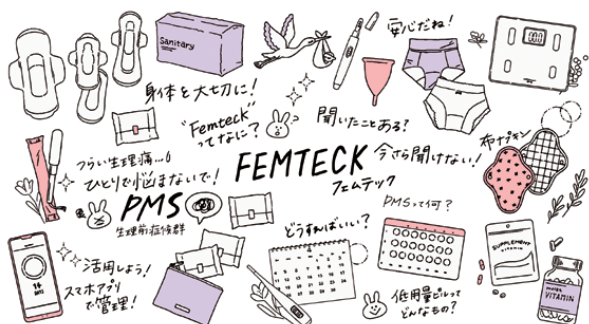 Sanitary
安心だね!
身体を大切に!
"Femteck"
ってなに?
聞いたことある?
FEMTECK
フェムテック
今さら聞けない!
布ナプキン
つらい生理痛...
ひとりで悩まないで!
PMS
生理前症候群
どうすればいい?
PMSって何?
活用しよう!
スマホアプリ
で管理!
低用量ピルって
どんなもの?
SUPPLEMENT
VITAMIN
VITAMIN